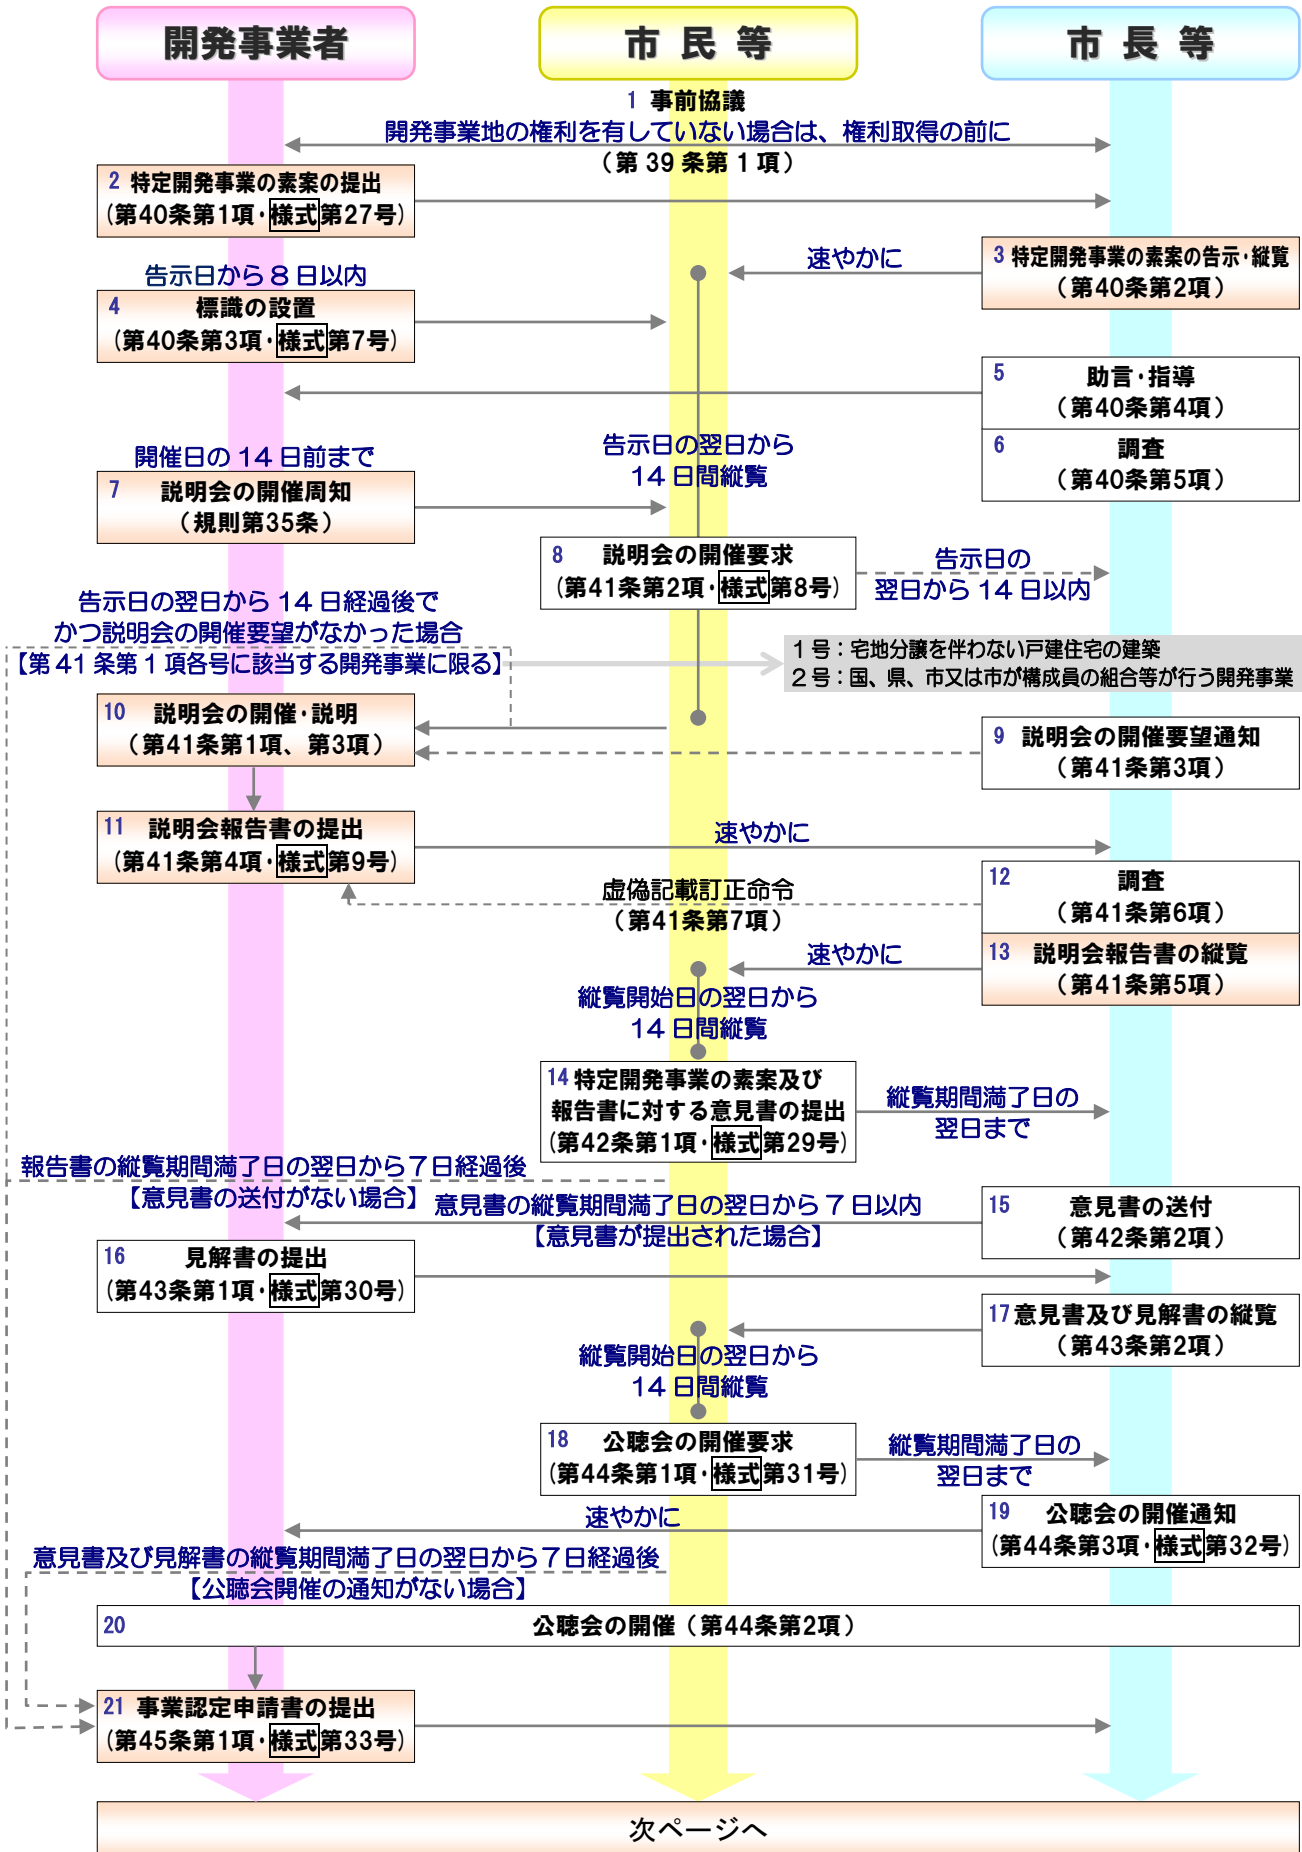 開発事業者
市 民 等
市 長 等
1 事前協議
開発事業地の権利を有していない場合は、権利取得の前に
（第 39 条第 1 項）
2 特定開発事業の素案の提出
(第40条第1項･様式第27号)
速やかに
3 特定開発事業の素案の告示･縦覧
（第40条第2項）
告示日から 8 日以内
4 標識の設置
(第40条第3項･様式第7号)
5 助言･指導
（第40条第4項）
6 調査
（第40条第5項）
告示日の翌日から
14 日間縦覧
開催日の 14 日前まで
7 説明会の開催周知
（規則第35条）
8 説明会の開催要求
(第41条第2項･様式第8号)
告示日の
翌日から 14 日以内
告示日の翌日から 14 日経過後で
かつ説明会の開催要望がなかった場合
【第 41 条第 1 項各号に該当する開発事業に限る】
1 号：宅地分譲を伴わない戸建住宅の建築
2 号：国、県、市又は市が構成員の組合等が行う開発事業
10 説明会の開催･説明
（第41条第1項、第3項）
9 説明会の開催要望通知
（第41条第3項）
11 説明会報告書の提出
(第41条第4項･様式第9号)
速やかに
12 調査
（第41条第6項）
虚偽記載訂正命令
（第41条第7項）
速やかに
13 説明会報告書の縦覧
（第41条第5項）
縦覧開始日の翌日から
14 日間縦覧
14 特定開発事業の素案及び
報告書に対する意見書の提出
(第42条第1項･様式第29号)
縦覧期間満了日の
翌日まで
報告書の縦覧期間満了日の翌日から７日経過後
【意見書の送付がない場合】
意見書の縦覧期間満了日の翌日から 7 日以内
【意見書が提出された場合】
15 意見書の送付
（第42条第2項）
16 見解書の提出
(第43条第1項･様式第30号)
17 意見書及び見解書の縦覧
（第43条第2項）
縦覧開始日の翌日から
14 日間縦覧
18 公聴会の開催要求
(第44条第1項･様式第31号)
縦覧期間満了日の
翌日まで
速やかに
19 公聴会の開催通知
(第44条第3項･様式第32号)
意見書及び見解書の縦覧期間満了日の翌日から７日経過後
【公聴会開催の通知がない場合】
20 公聴会の開催（第44条第2項）
21 事業認定申請書の提出
(第45条第1項･様式第33号)
次ページへ